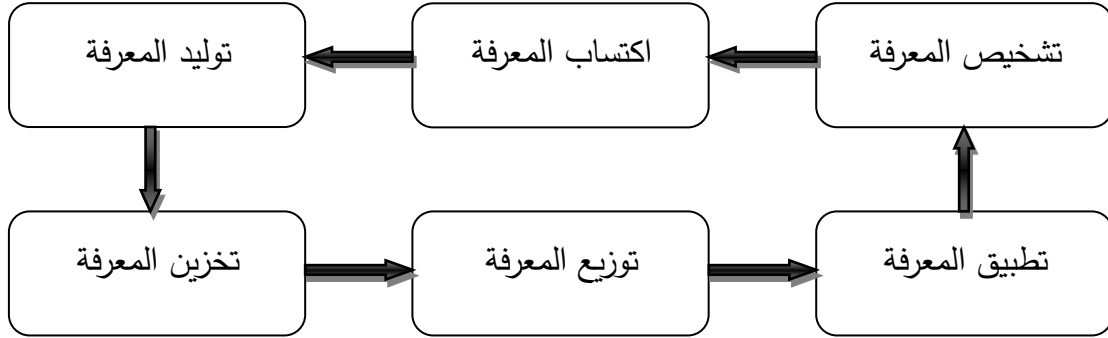 تشخيص المعرفة
اكتساب المعرفة
توليد المعرفة
تخزين المعرفة
توزيع المعرفة
تطبيق المعرفة